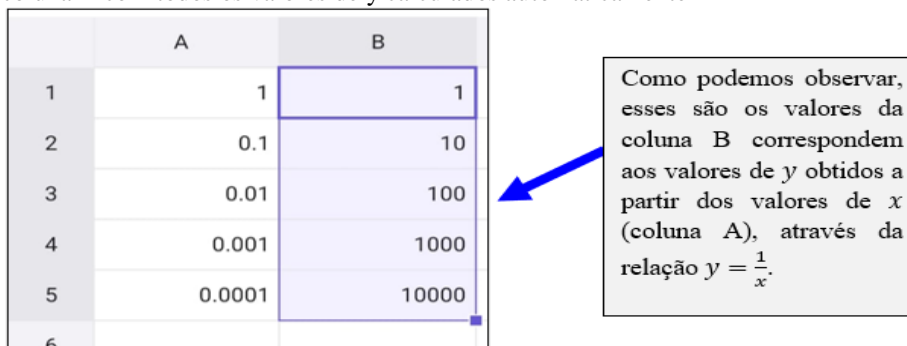 A B
1 1 1
2 0.1 10
3 0.01 100
4 0.001 1000
5 0.0001 10000
6
Como podemos observar,
esses são os valores da
coluna B correspondem
aos valores de y obtidos a
partir dos valores de x
(coluna A), através da
relação y = 1/x.